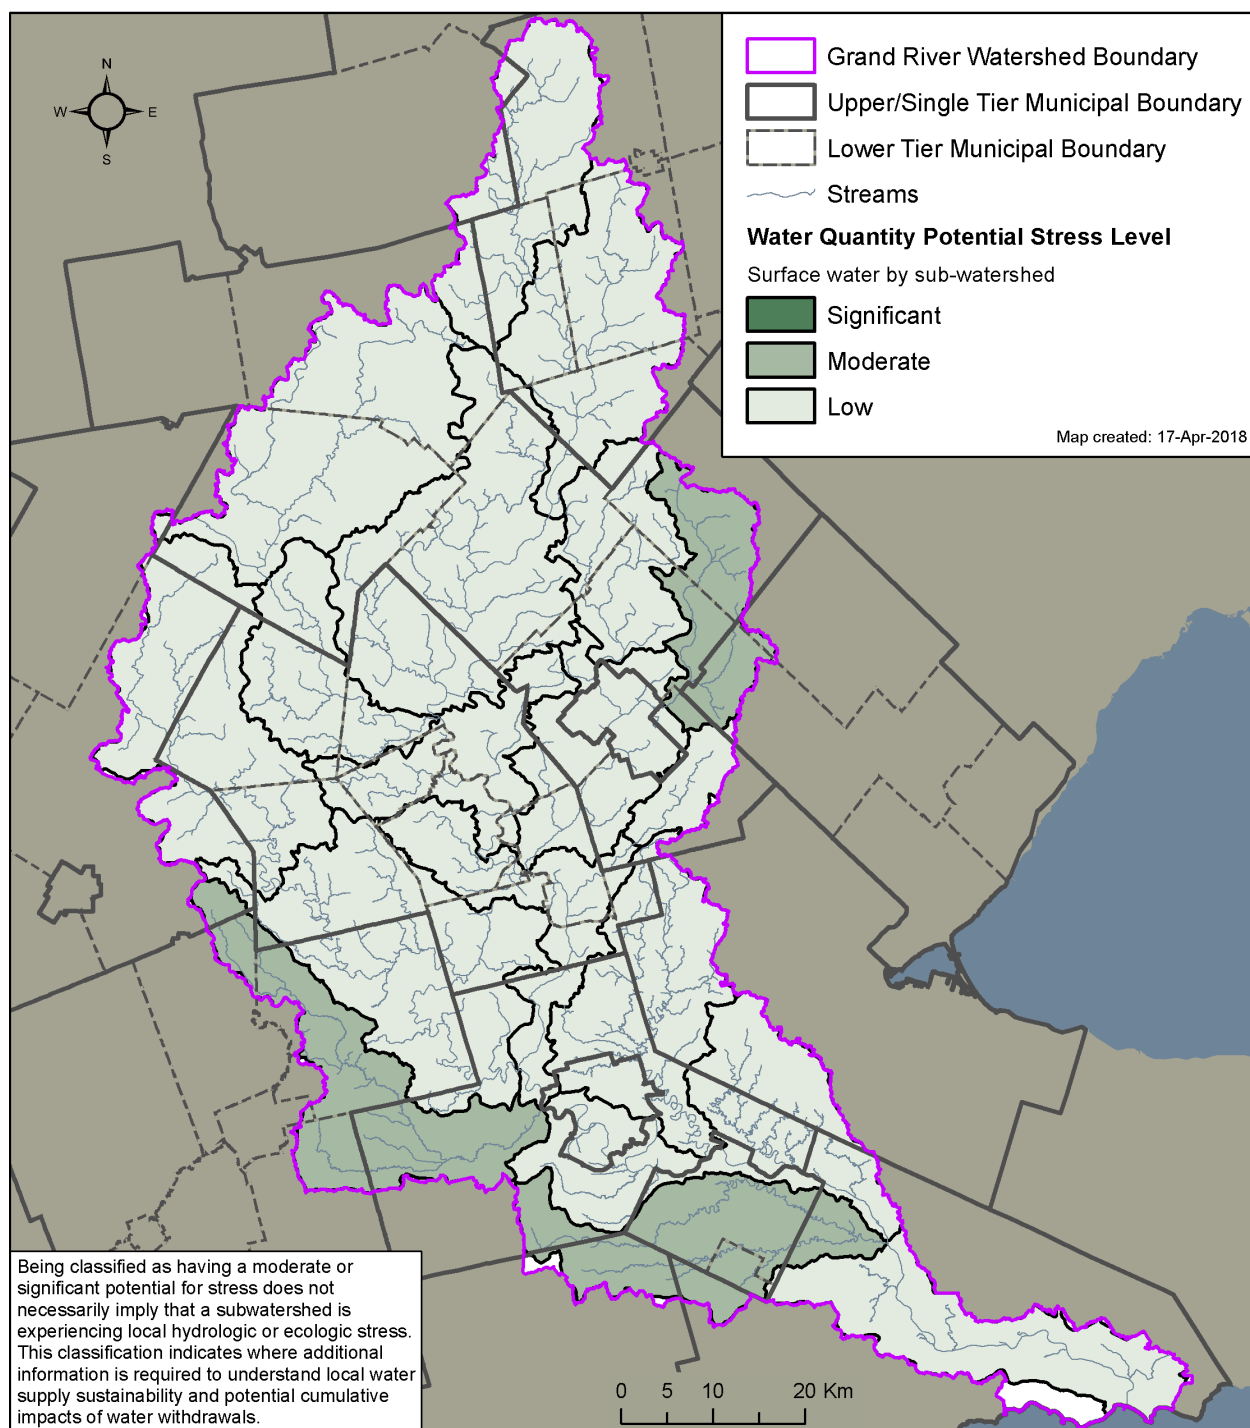 N
W E
S
Grand River Watershed Boundary
Upper/Single Tier Municipal Boundary
Lower Tier Municipal Boundary
Streams
Water Quantity Potential Stress Level
Surface water by sub-watershed
Significant
Moderate
Low
Map created: 17-Apr-2018
Being classified as having a moderate or
significant potential for stress does not
necessarily imply that a subwatershed is
experiencing local hydrologic or ecologic stress.
This classification indicates where additional
information is required to understand local water
supply sustainability and potential cumulative
impacts of water withdrawals.
0 5 10 20 Km